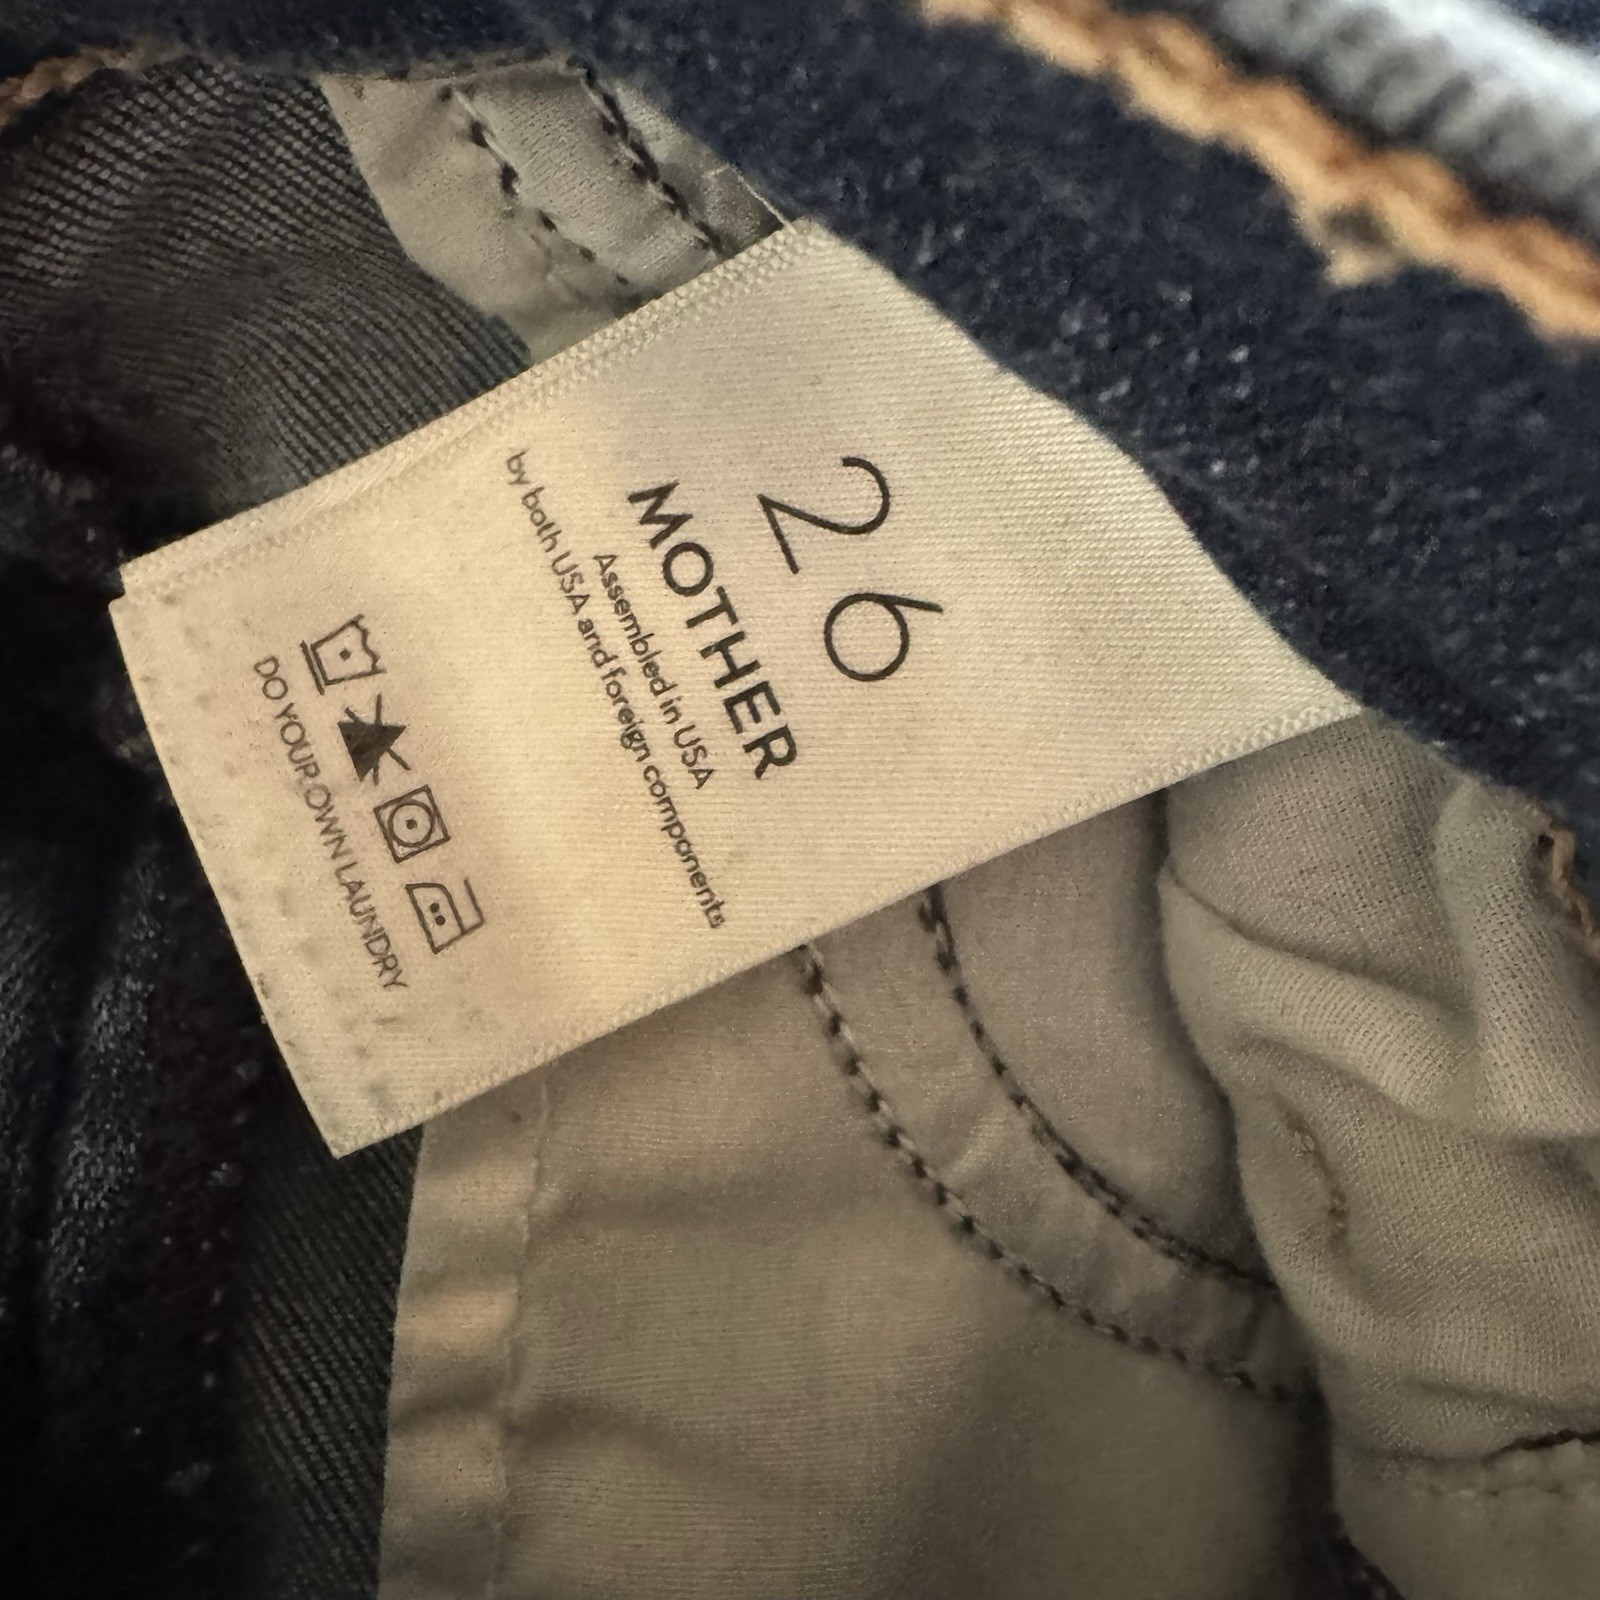 26
MOTHER
Assembled in USA
by both USA and foreign components
DO YOUR OWN LAUNDRY